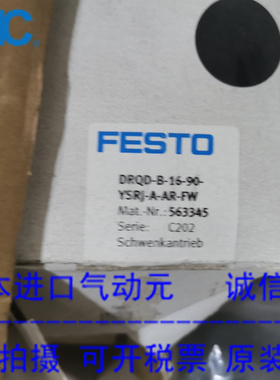 C
FESTO
DRQD-B-16-90-
YSRJ-A-AR-FW
Mat.-Nr.: 563345
Serie: C202
Schwenkantrieb
本进口气动元 诚信
拍摄 可开票 原装